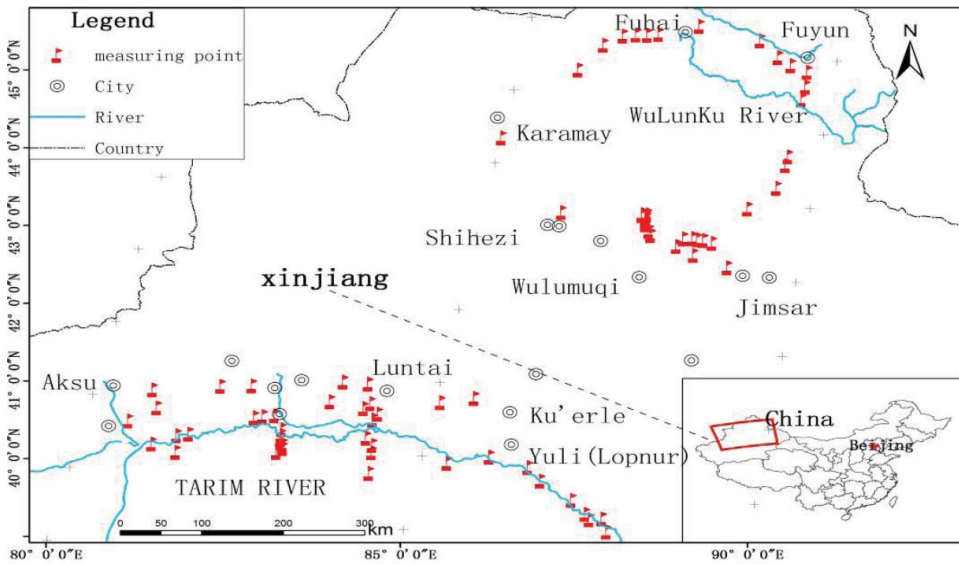 Legend
measuring point
City
River
Country
Fuhai
Fuyun
N
WuLunKu River
Karamay
Shihezi
xinjiang
Wulumuqi
Jimsar
Aksu
Luntai
Ku'erle
Yuli(Lopnur)
TARIM RIVER
China
Beijing
0 50 100 200 300
Km
45° 0′0″N
44° 0′0″N
43° 0′0″N
42° 0′0″N
41° 0′0″N
40° 0′0″N
80° 0′0″E
85° 0′0″E
90° 0′0″E